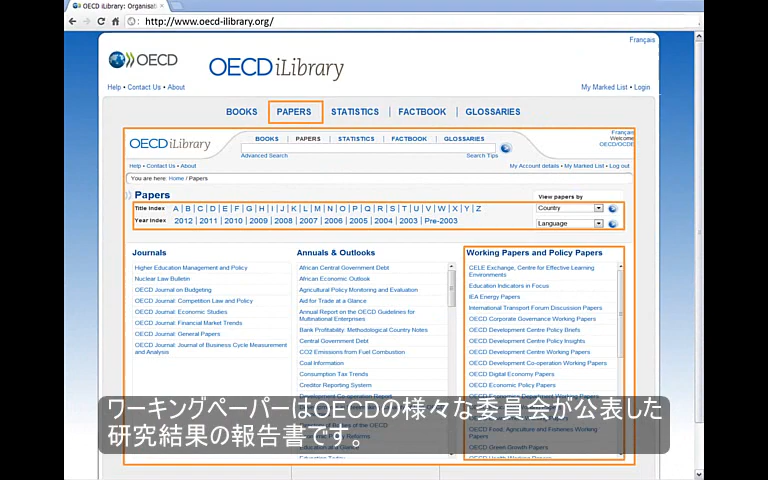 OECD iLibrary: Organisat
http://www.oecd-ilibrary.org/
Français
OECD
OECD iLibrary
Help • Contact Us • About
My Marked List • Login
BOOKS | PAPERS | STATISTICS | FACTBOOK | GLOSSARIES
OECD iLibrary
BOOKS | PAPERS | STATISTICS | FACTBOOK | GLOSSARIES
Français
Welcome
OECD/OCDE
Advanced Search
Search Tips
Help • Contact Us • About
My Account details • My Marked List • Log out
You are here: Home / Papers
Papers
View papers by
Title Index A | B | C | D | E | F | G | H | I | J | K | L | M | N | O | P | Q | R | S | T | U | V | W | X | Y | Z
Country
Year Index 2012 | 2011 | 2010 | 2009 | 2008 | 2007 | 2006 | 2005 | 2004 | 2003 | Pre-2003
Language
Journals
Higher Education Management and Policy
Nuclear Law Bulletin
OECD Journal on Budgeting
OECD Journal: Competition Law and Policy
OECD Journal: Economic Studies
OECD Journal: Financial Market Trends
OECD Journal: General Papers
OECD Journal: Journal of Business Cycle Measurement
and Analysis
Annuals & Outlooks
African Central Government Debt
African Economic Outlook
Agricultural Policy Monitoring and Evaluation
Aid for Trade at a Glance
Annual Report on the OECD Guidelines for
Multinational Enterprises
Bank Profitability: Methodological Country Notes
Central Government Debt
CO2 Emissions from Fuel Combustion
Coal Information
Consumption Tax Trends
Creditor Reporting System
Development Co-operation Report
Education Today
Working Papers and Policy Papers
CELE Exchange, Centre for Effective Learning
Environments
Education Indicators in Focus
IEA Energy Papers
International Transport Forum Discussion Papers
OECD Corporate Governance Working Papers
OECD Development Centre Policy Briefs
OECD Development Centre Policy Insights
OECD Development Centre Working Papers
OECD Development Co-operation Working Papers
OECD Digital Economy Papers
OECD Economic Policy Papers
OECD Food, Agriculture and Fisheries Working
Papers
OECD Green Growth Papers
OECD Health Working Papers
ワーキングペーパーはOECDの様々な委員会が公表した
研究結果の報告書です。